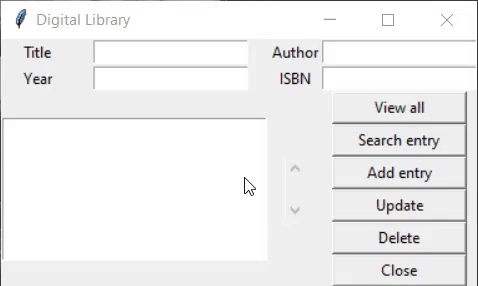 Digital Library
Title Author
Year ISBN
View all
Search entry
Add entry
Update
Delete
Close